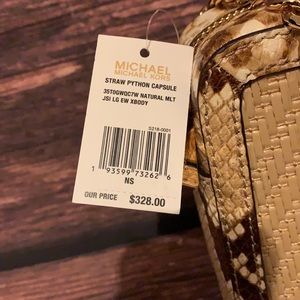 MICHAEL
MICHAEL KORS
STRAW PYTHON CAPSULE
35T0GWQC7W NATURAL MLT
JSI LG EW XBODY
0218-0001
1 93599 73262 6
NS
OUR PRICE $328.00